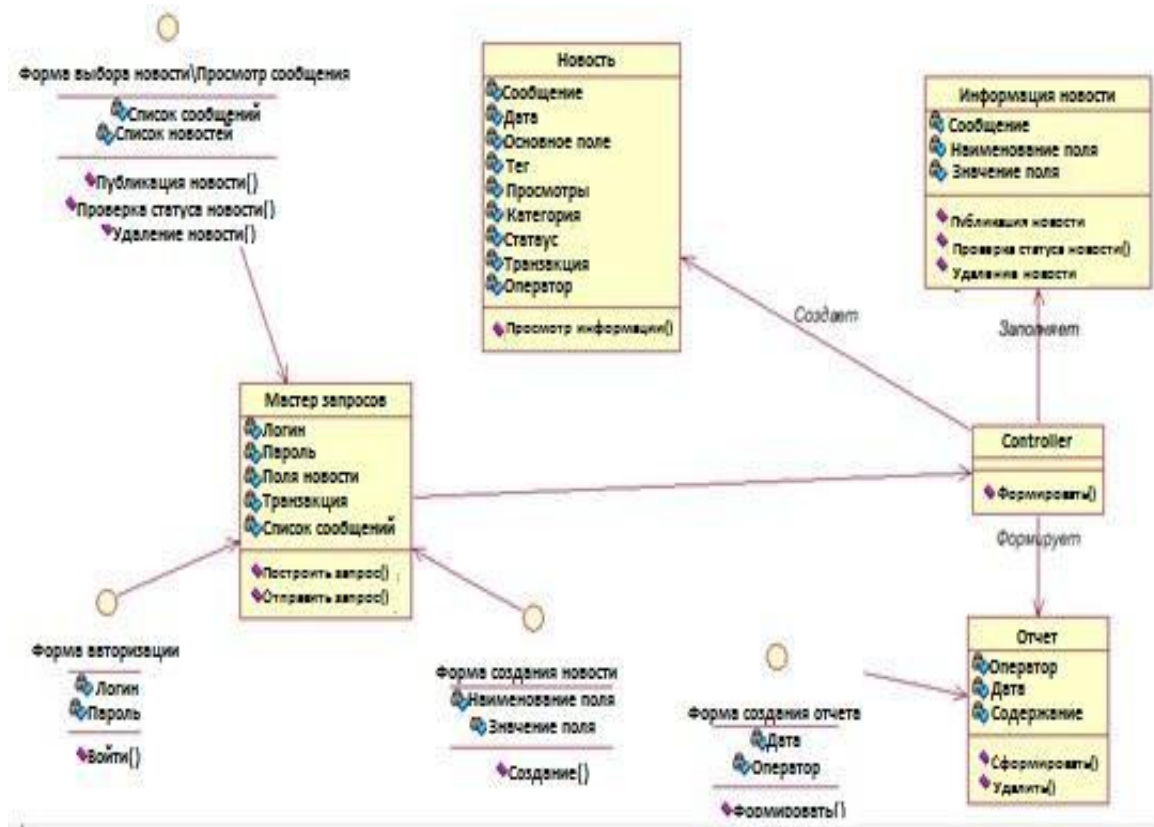 Форма выбора новости\Просмотр сообщения
Список сообщений
Список новостей
Публикация новости()
Проверка статуса новости()
Удаление новости()
Новость
Сообщение
Дата
Основное поле
Тег
Просмотры
Категория
Статаус
Транзакция
Оператор
Просмотр информации()
Информация новости
Сообщение
Наименование поля
Значение поля
Публикация новости
Проверка статуса новости()
Удаление новости
Создает
Заполняет
Мастер запросов
Логин
Пароль
Поля новости
Транзакция
Список сообщений
Построить запрос()
Отправить запрос()
Controller
Формировать()
Формирует
Форма авторизации
Логин
Пароль
Войти()
Форма создания новости
Наименование поля
Значение поля
Создание()
Форма создания отчета
Дата
Оператор
Формировать()
Отчет
Оператор
Дата
Содержание
Сформировать()
Удалить()